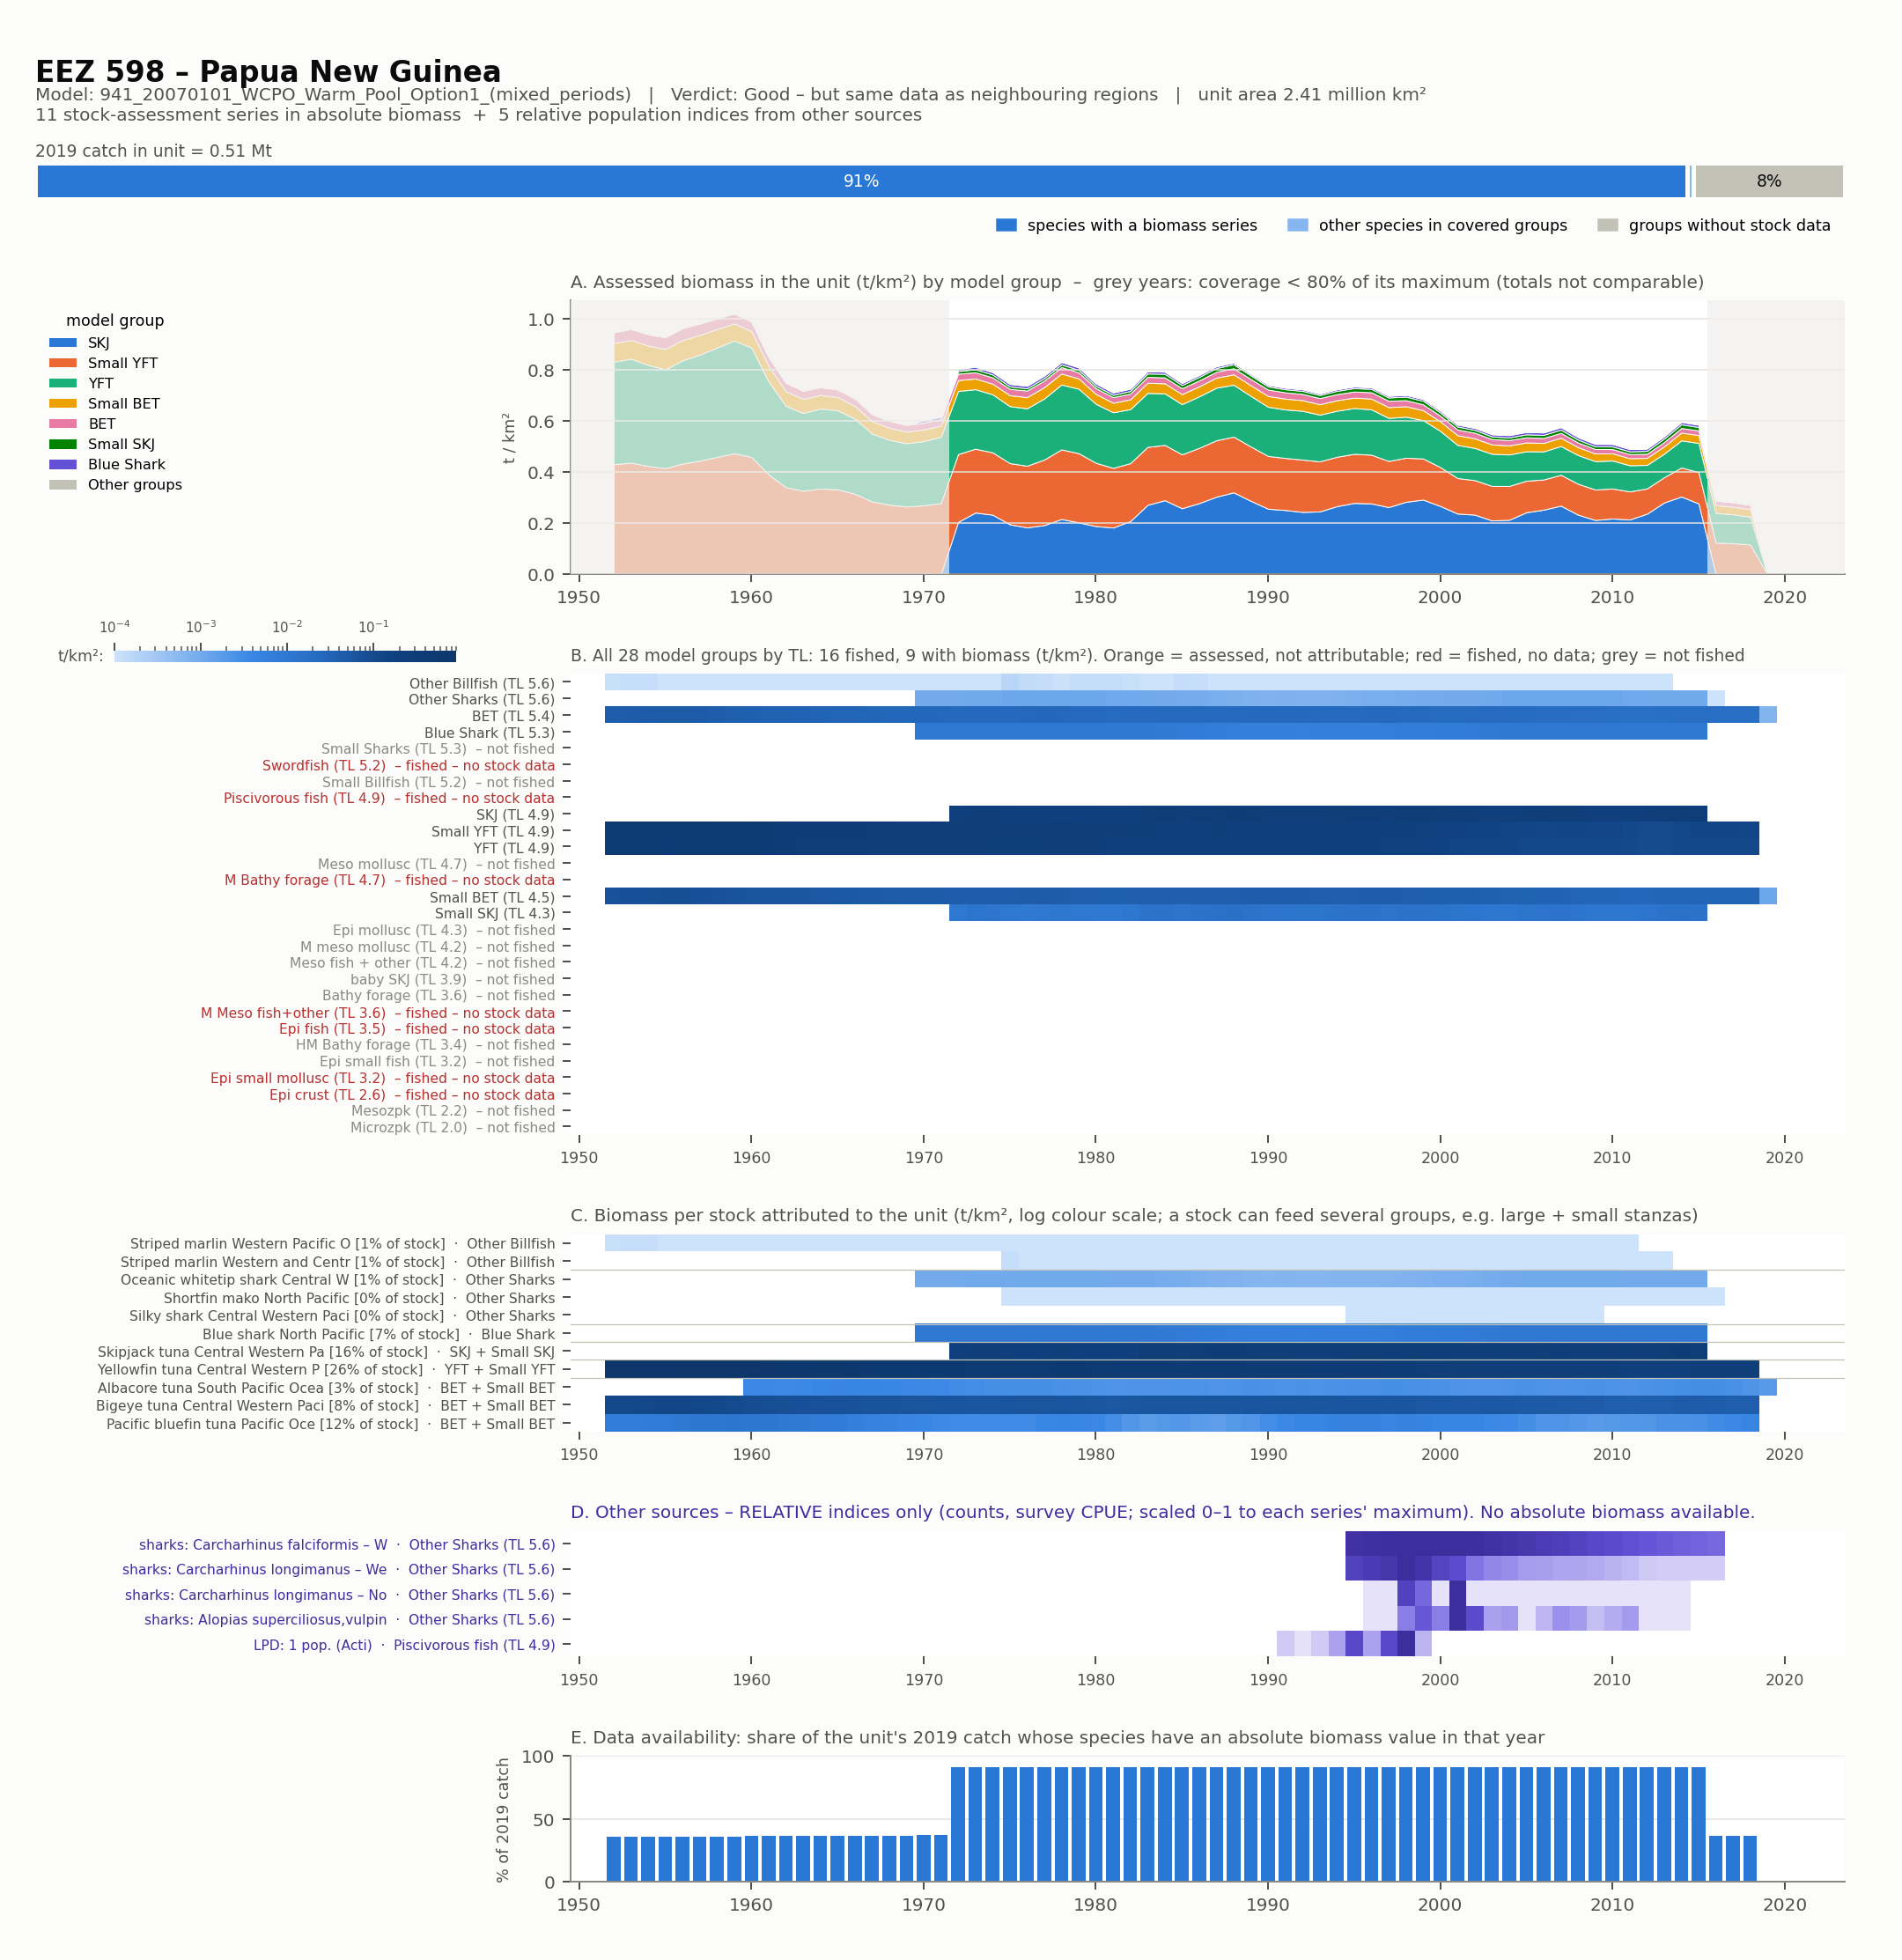 EEZ 598 – Papua New Guinea
Model: 941_20070101_WCPO_Warm_Pool_Option1_(mixed_periods) | Verdict: Good – but same data as neighbouring regions | unit area 2.41 million km²
11 stock-assessment series in absolute biomass + 5 relative population indices from other sources
2019 catch in unit = 0.51 Mt
91%
8%
species with a biomass series
other species in covered groups
groups without stock data
A. Assessed biomass in the unit (t/km²) by model group – grey years: coverage < 80% of its maximum (totals not comparable)
model group
SKJ
Small YFT
YFT
Small BET
BET
Small SKJ
Blue Shark
Other groups
t / km²
1.0
0.8
0.6
0.4
0.2
0.0
1950 1960 1970 1980 1990 2000 2010 2020
10⁻⁴ 10⁻³ 10⁻² 10⁻¹
t/km²:
B. All 28 model groups by TL: 16 fished, 9 with biomass (t/km²). Orange = assessed, not attributable; red = fished, no data; grey = not fished
Other Billfish (TL 5.6)
Other Sharks (TL 5.6)
BET (TL 5.4)
Blue Shark (TL 5.3)
Small Sharks (TL 5.3) – not fished
Swordfish (TL 5.2) – fished – no stock data
Small Billfish (TL 5.2) – not fished
Piscivorous fish (TL 4.9) – fished – no stock data
SKJ (TL 4.9)
Small YFT (TL 4.9)
YFT (TL 4.9)
Meso mollusc (TL 4.7) – not fished
M Bathy forage (TL 4.7) – fished – no stock data
Small BET (TL 4.5)
Small SKJ (TL 4.3)
Epi mollusc (TL 4.3) – not fished
M meso mollusc (TL 4.2) – not fished
Meso fish + other (TL 4.2) – not fished
baby SKJ (TL 3.9) – not fished
Bathy forage (TL 3.6) – not fished
M Meso fish+other (TL 3.6) – fished – no stock data
Epi fish (TL 3.5) – fished – no stock data
HM Bathy forage (TL 3.4) – not fished
Epi small fish (TL 3.2) – not fished
Epi small mollusc (TL 3.2) – fished – no stock data
Epi crust (TL 2.6) – fished – no stock data
Mesozpk (TL 2.2) – not fished
Microzpk (TL 2.0) – not fished
1950 1960 1970 1980 1990 2000 2010 2020
C. Biomass per stock attributed to the unit (t/km², log colour scale; a stock can feed several groups, e.g. large + small stanzas)
Striped marlin Western Pacific O [1% of stock] · Other Billfish
Striped marlin Western and Centr [1% of stock] · Other Billfish
Oceanic whitetip shark Central W [1% of stock] · Other Sharks
Shortfin mako North Pacific [0% of stock] · Other Sharks
Silky shark Central Western Paci [0% of stock] · Other Sharks
Blue shark North Pacific [7% of stock] · Blue Shark
Skipjack tuna Central Western Pa [16% of stock] · SKJ + Small SKJ
Yellowfin tuna Central Western P [26% of stock] · YFT + Small YFT
Albacore tuna South Pacific Ocea [3% of stock] · BET + Small BET
Bigeye tuna Central Western Paci [8% of stock] · BET + Small BET
Pacific bluefin tuna Pacific Oce [12% of stock] · BET + Small BET
1950 1960 1970 1980 1990 2000 2010 2020
D. Other sources – RELATIVE indices only (counts, survey CPUE; scaled 0–1 to each series' maximum). No absolute biomass available.
sharks: Carcharhinus falciformis – W · Other Sharks (TL 5.6)
sharks: Carcharhinus longimanus – We · Other Sharks (TL 5.6)
sharks: Carcharhinus longimanus – No · Other Sharks (TL 5.6)
sharks: Alopias superciliosus,vulpin · Other Sharks (TL 5.6)
LPD: 1 pop. (Acti) · Piscivorous fish (TL 4.9)
1950 1960 1970 1980 1990 2000 2010 2020
E. Data availability: share of the unit's 2019 catch whose species have an absolute biomass value in that year
% of 2019 catch
100
50
0
1950 1960 1970 1980 1990 2000 2010 2020